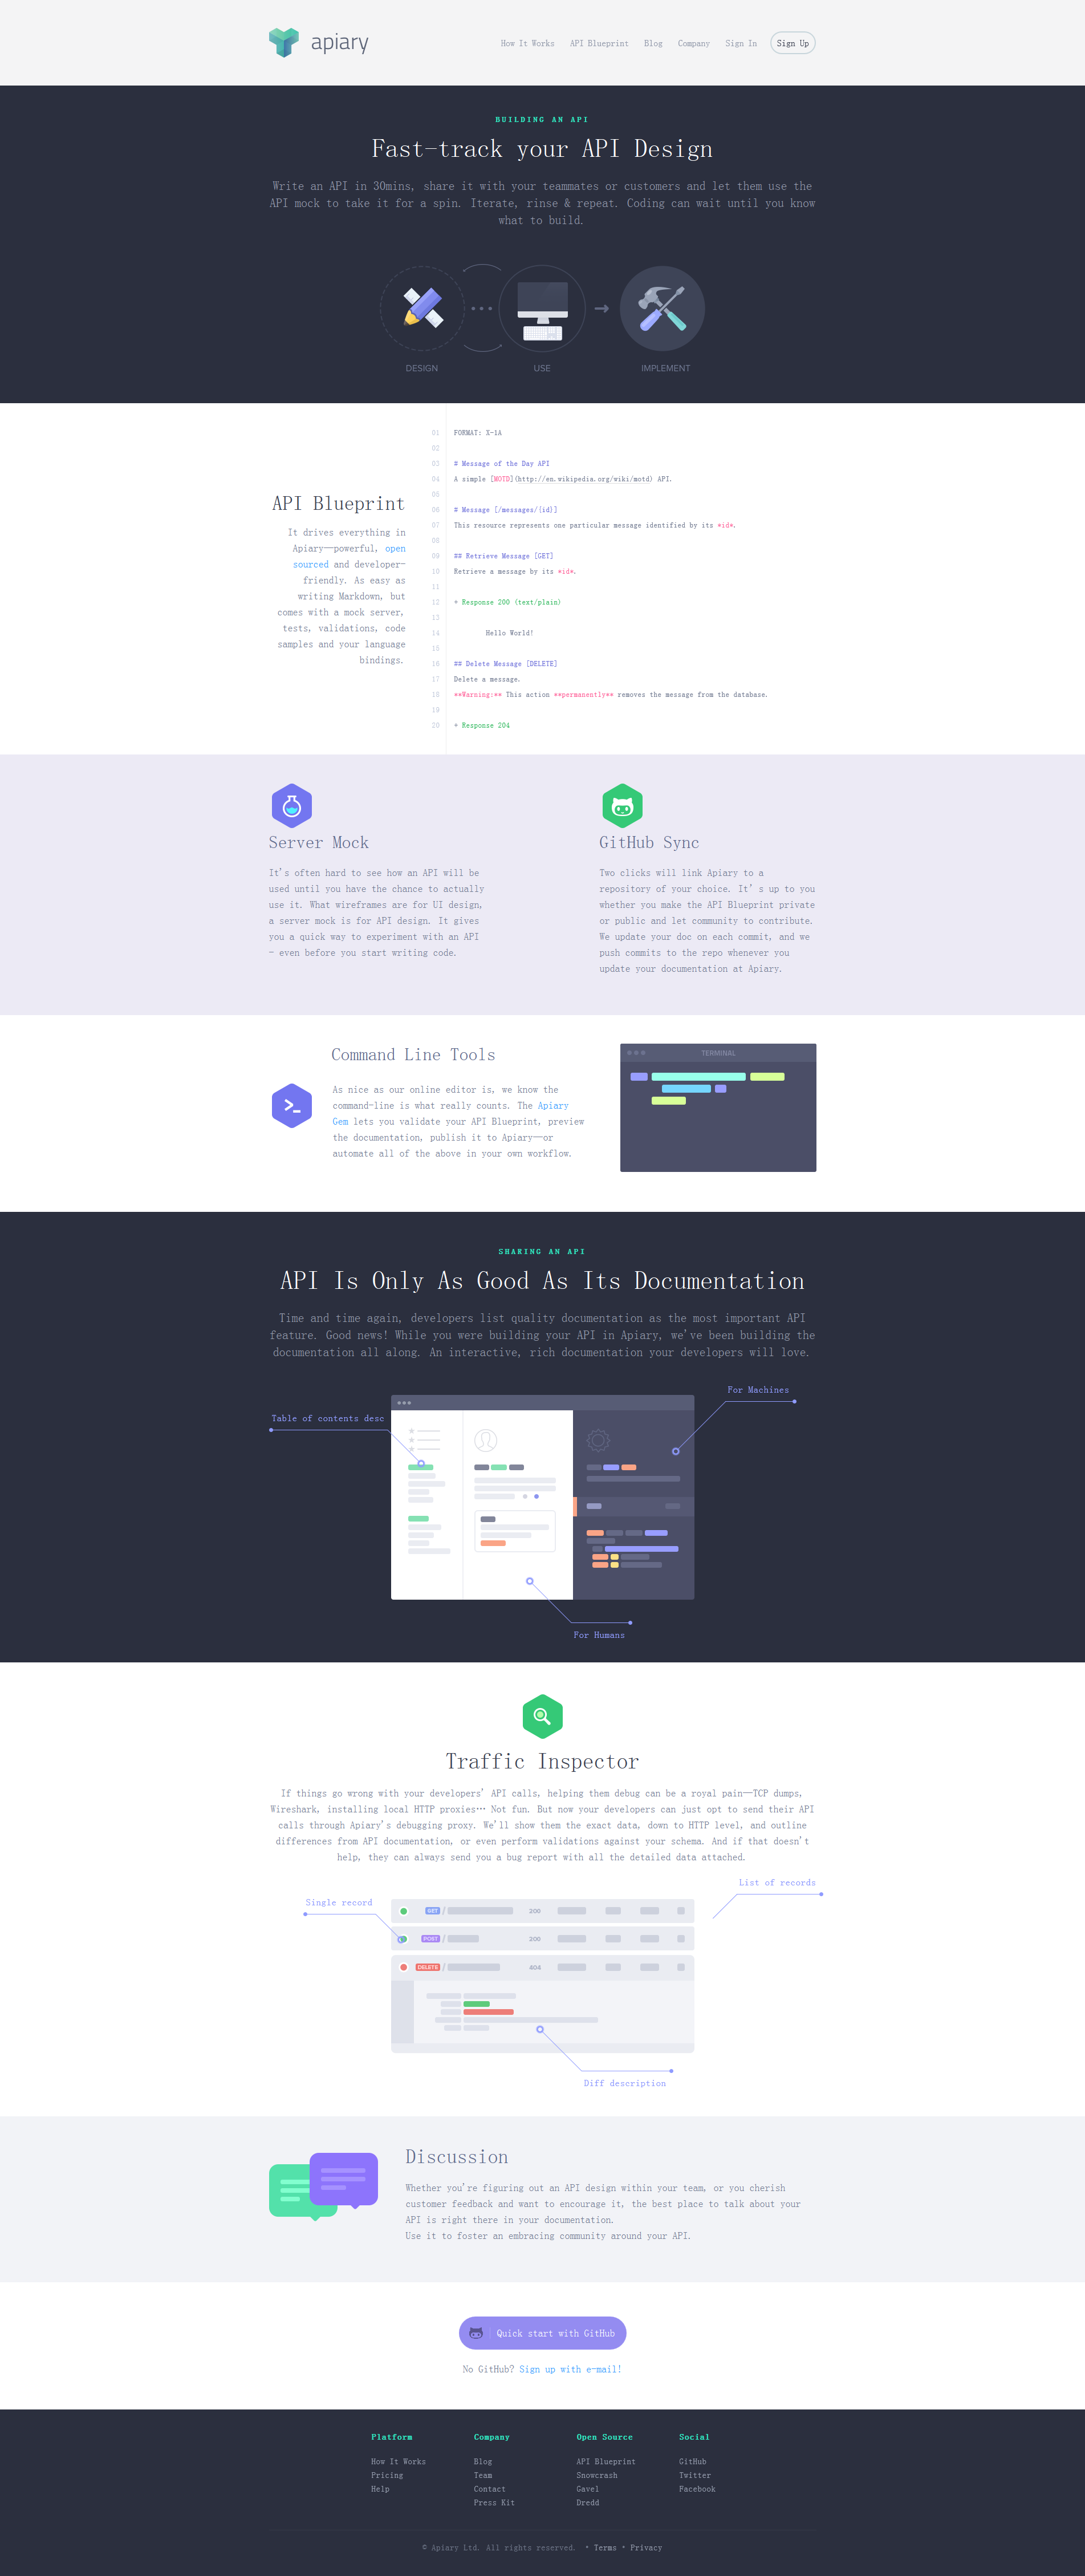 apiary
How It Works
API Blueprint
Blog
Company
Sign In
Sign Up
BUILDING AN API
Fast-track your API Design
Write an API in 30mins, share it with your teammates or customers and let them use the
API mock to take it for a spin. Iterate, rinse & repeat. Coding can wait until you know
what to build.
DESIGN
USE
IMPLEMENT
API Blueprint
It drives everything in
Apiary—powerful, open
sourced and developer-
friendly. As easy as
writing Markdown, but
comes with a mock server,
tests, validations, code
samples and your language
bindings.
01 FORMAT: X-1A
02
03 # Message of the Day API
04 A simple [MOTD](http://en.wikipedia.org/wiki/motd) API.
05
06 # Message [/messages/{id}]
07 This resource represents one particular message identified by its *id*.
08
09 ## Retrieve Message [GET]
10 Retrieve a message by its *id*.
11
12 + Response 200 (text/plain)
13
14 Hello World!
15
16 ## Delete Message [DELETE]
17 Delete a message.
18 **Warning:** This action **permanently** removes the message from the database.
19
20 + Response 204
Server Mock
It's often hard to see how an API will be
used until you have the chance to actually
use it. What wireframes are for UI design,
a server mock is for API design. It gives
you a quick way to experiment with an API
- even before you start writing code.
GitHub Sync
Two clicks will link Apiary to a
repository of your choice. It’s up to you
whether you make the API Blueprint private
or public and let community to contribute.
We update your doc on each commit, and we
push commits to the repo whenever you
update your documentation at Apiary.
Command Line Tools
As nice as our online editor is, we know the
command-line is what really counts. The Apiary
Gem lets you validate your API Blueprint, preview
the documentation, publish it to Apiary—or
automate all of the above in your own workflow.
TERMINAL
SHARING AN API
API Is Only As Good As Its Documentation
Time and time again, developers list quality documentation as the most important API
feature. Good news! While you were building your API in Apiary, we've been building the
documentation all along. An interactive, rich documentation your developers will love.
For Machines
Table of contents desc
For Humans
Traffic Inspector
If things go wrong with your developers' API calls, helping them debug can be a royal pain—TCP dumps,
Wireshark, installing local HTTP proxies… Not fun. But now your developers can just opt to send their API
calls through Apiary's debugging proxy. We'll show them the exact data, down to HTTP level, and outline
differences from API documentation, or even perform validations against your schema. And if that doesn't
help, they can always send you a bug report with all the detailed data attached.
List of records
Single record
GET / 200
POST / 200
DELETE / 404
Diff description
Discussion
Whether you're figuring out an API design within your team, or you cherish
customer feedback and want to encourage it, the best place to talk about your
API is right there in your documentation.
Use it to foster an embracing community around your API.
Quick start with GitHub
No GitHub? Sign up with e-mail!
Platform
How It Works
Pricing
Help
Company
Blog
Team
Contact
Press Kit
Open Source
API Blueprint
Snowcrash
Gavel
Dredd
Social
GitHub
Twitter
Facebook
© Apiary Ltd. All rights reserved. • Terms • Privacy